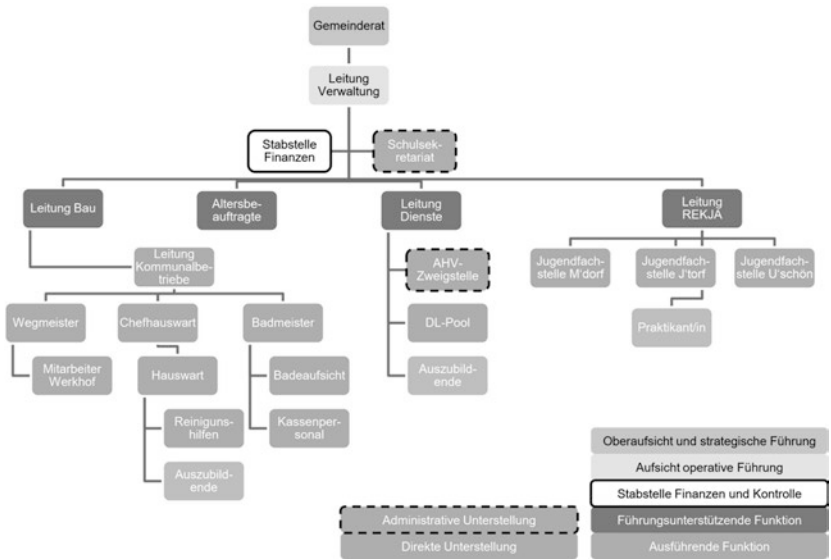 Gemeinderat
Leitung
Verwaltung
Stabstelle
Finanzen
Schulsek-
retariat
Leitung Bau
Altersbe-
auftragte
Leitung
Dienste
Leitung
REKJA
Leitung
Kommunalbe-
triebe
AHV-
Zweigstelle
Jugendfach-
stelle M'dorf
Jugendfach-
stelle J'torf
Jugendfach-
stelle U'schön
Wegmeister
Chefhauswart
Badmeister
DL-Pool
Praktikant/in
Mitarbeiter
Werkhof
Hauswart
Badeaufsicht
Auszubild-
ende
Reinigungs-
hilfen
Kassenper-
sonal
Auszubild-
ende
Oberaufsicht und strategische Führung
Aufsicht operative Führung
Stabstelle Finanzen und Kontrolle
Administrative Unterstellung
Führungsunterstützende Funktion
Direkte Unterstellung
Ausführende Funktion